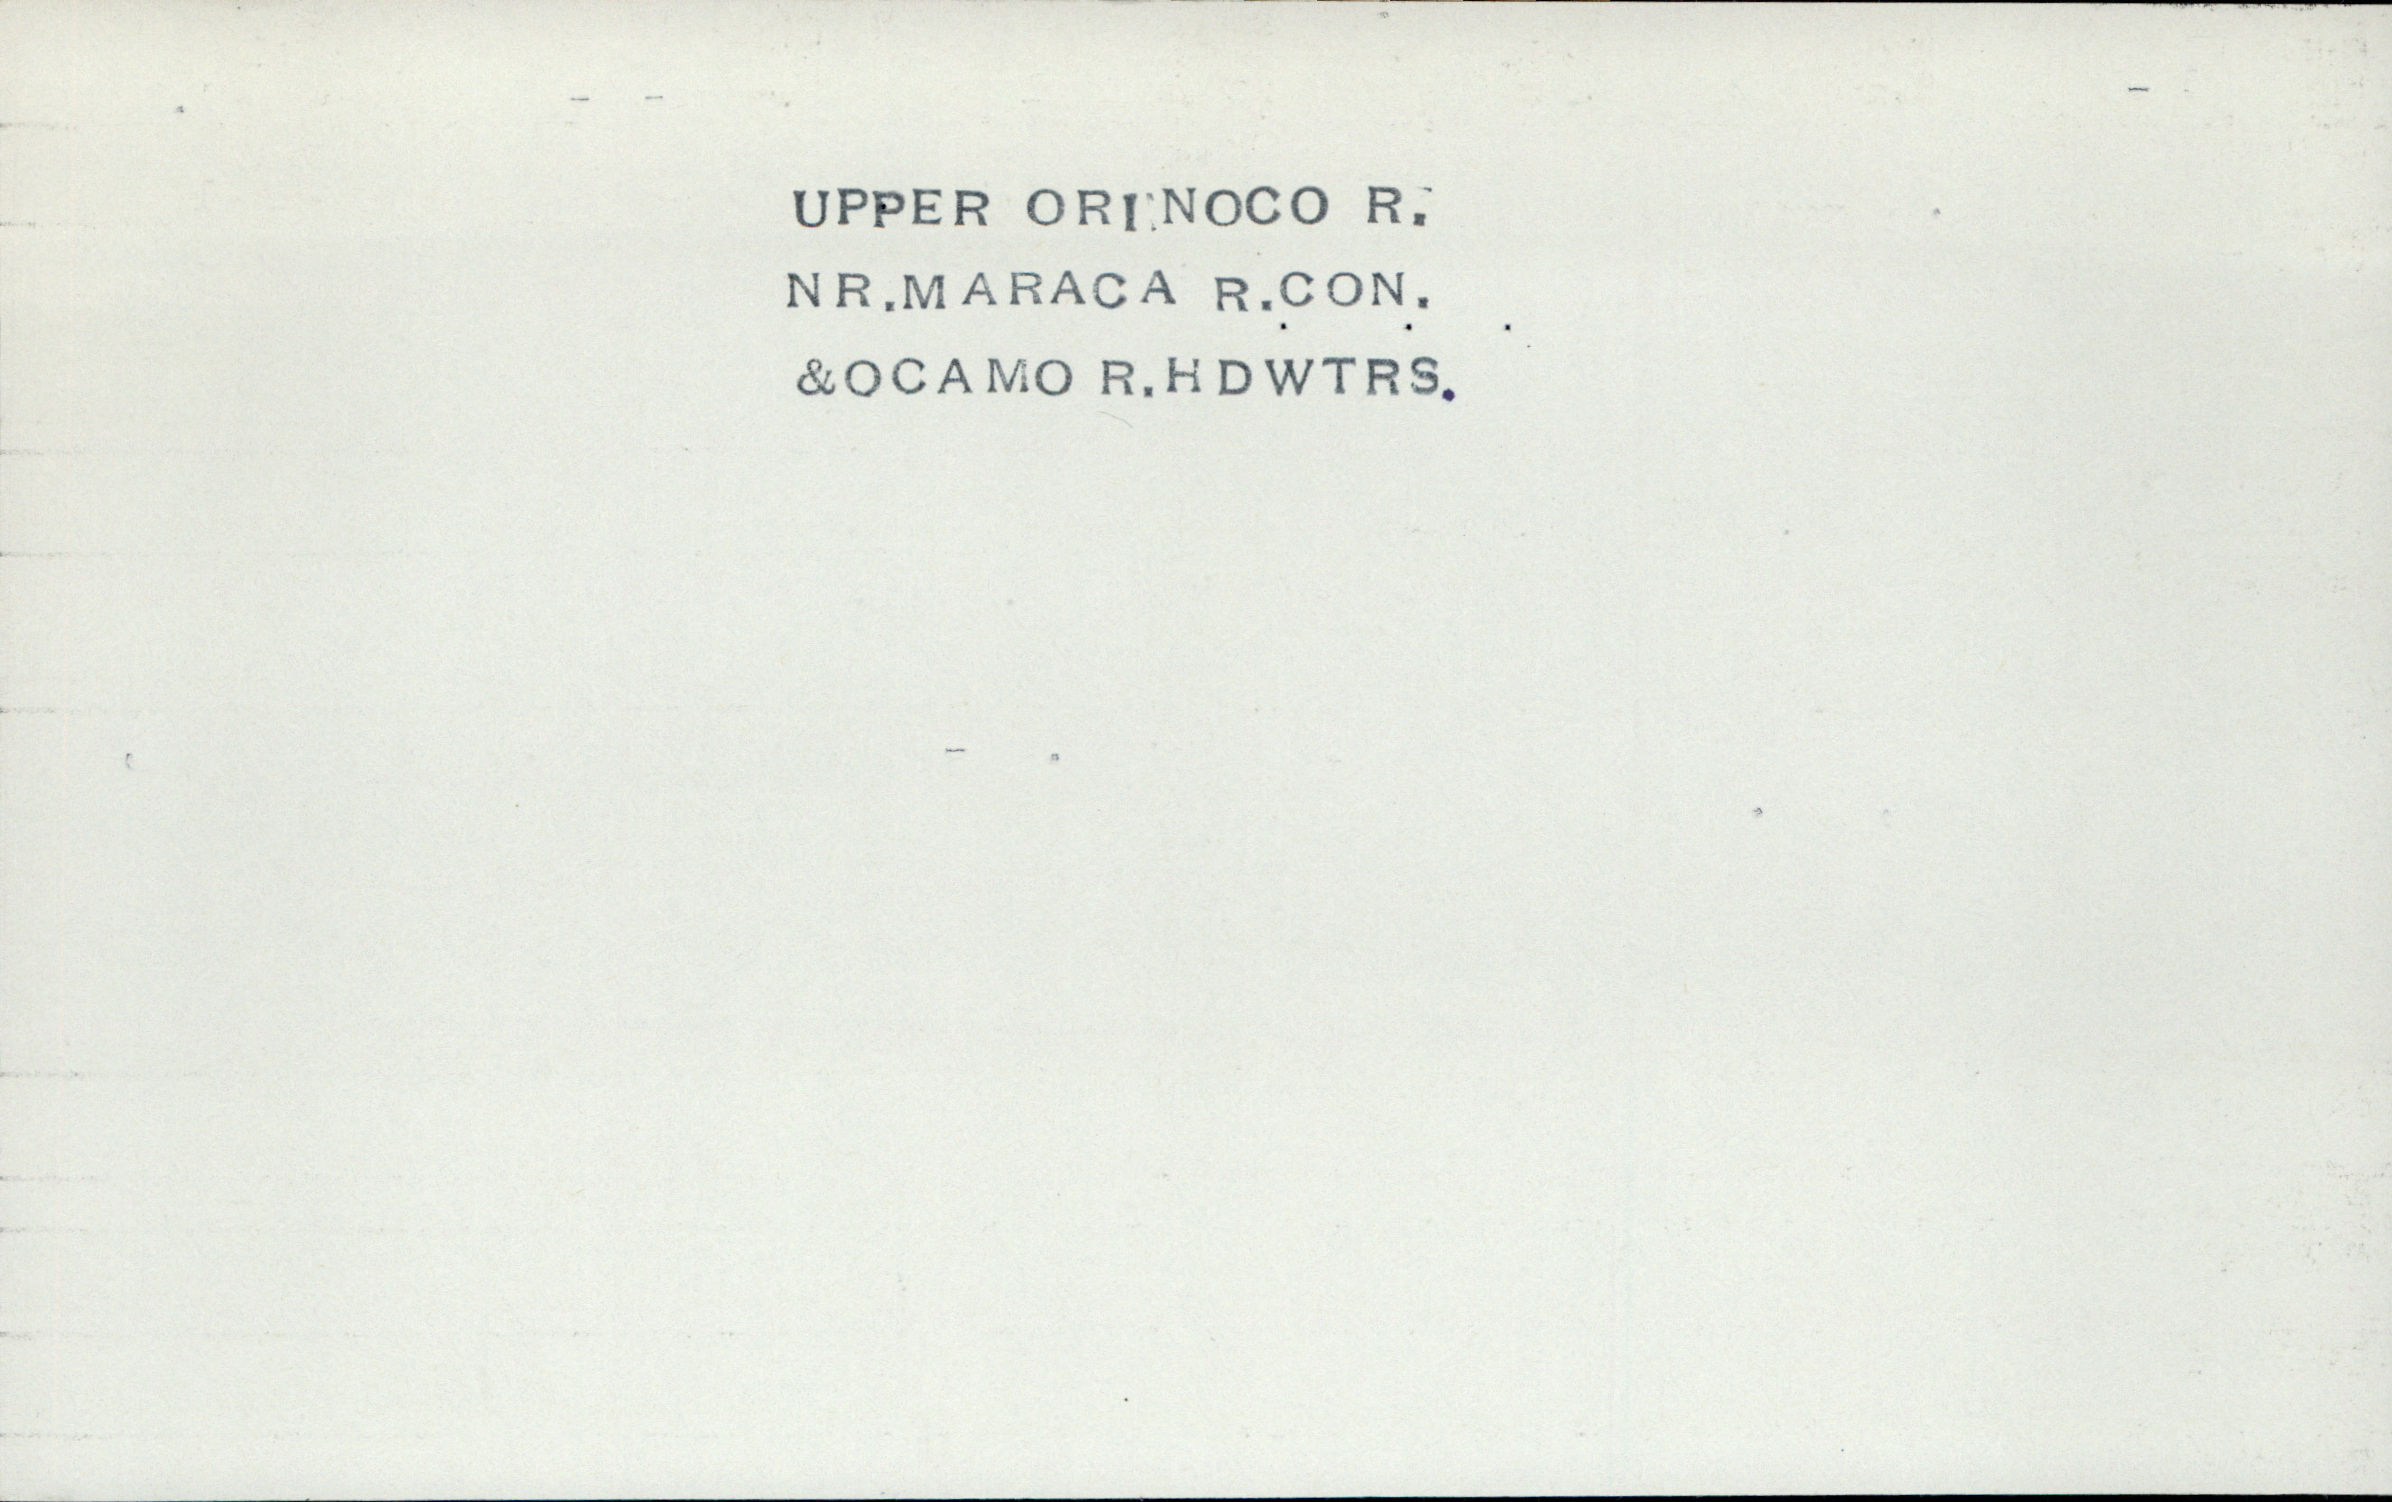 UPPER ORINOCO R.
NR.MARACA R.CON.
&OCAMO R.HDWTRS.